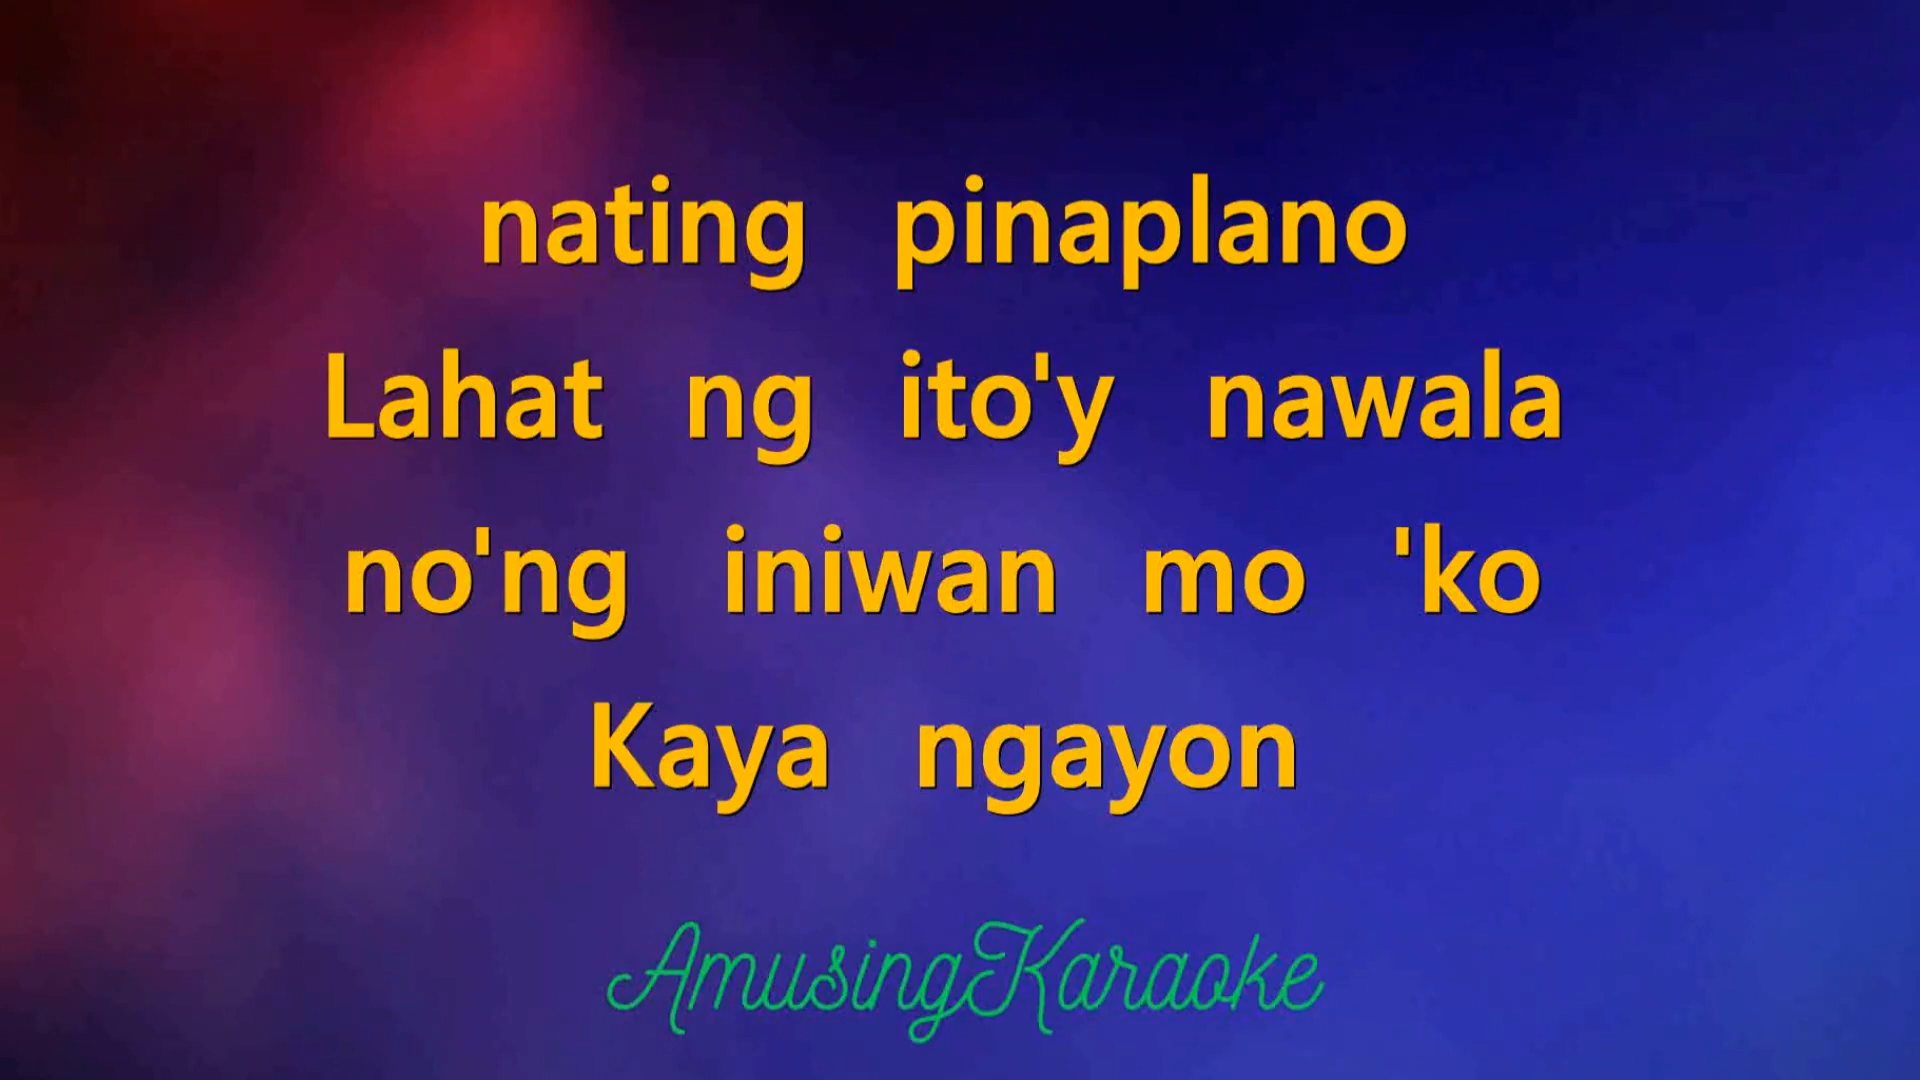 nating pinaplano
Lahat ng ito'y nawala
no'ng iniwan mo 'ko
Kaya ngayon
AmusingKaraoke